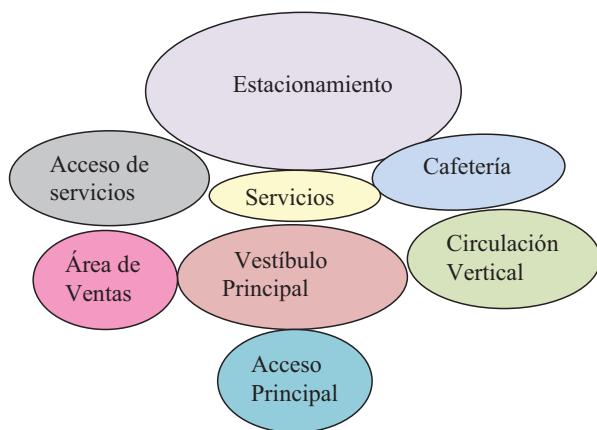 Estacionamiento
Acceso de
servicios
Cafetería
Servicios
Área de
Ventas
Vestíbulo
Principal
Circulación
Vertical
Acceso
Principal